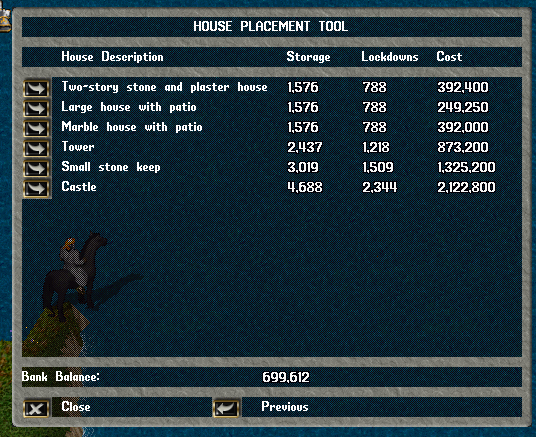 HOUSE PLACEMENT TOOL
House Description Storage Lockdowns Cost
Two-story stone and plaster house 1,576 788 392,400
Large house with patio 1,576 788 249,250
Marble house with patio 1,576 788 392,000
Tower 2,437 1,218 873,200
Small stone keep 3,019 1,509 1,325,200
Castle 4,688 2,344 2,122,800
Bank Balance: 699,612
Close Previous